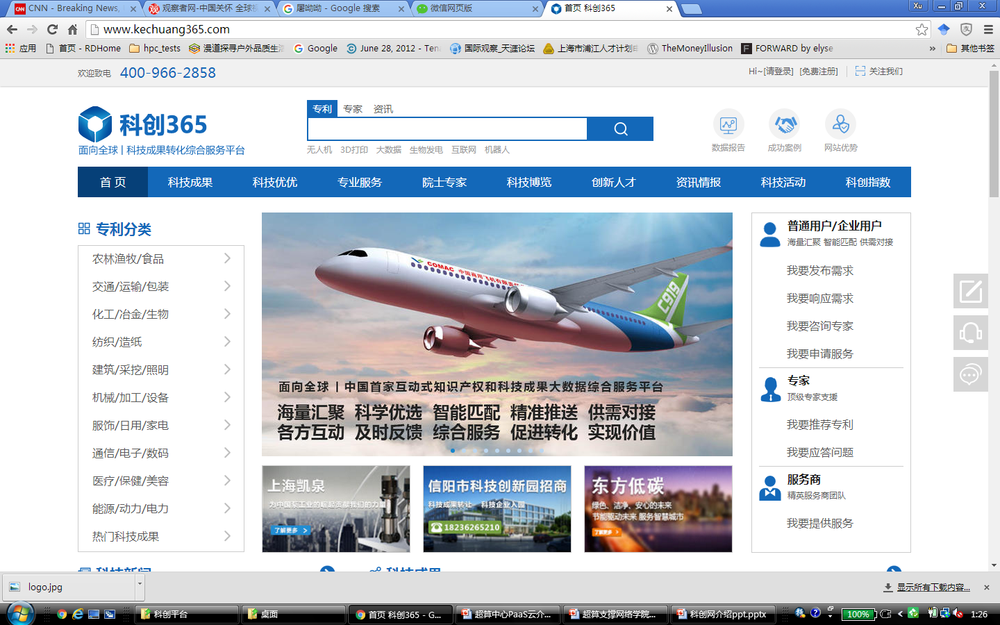 CNN - Breaking News,
观察者网-中国关怀 全球视
屠呦呦 - Google 搜索
微信网页版
首页 科创365
Xu
www.kechuang365.com
应用
首页 - RDHome
hpc_tests
漫道探寻户外品质生活
Google
June 28, 2012 - Ten
国际观察_天涯论坛
上海市浦江人才计划申
TheMoneyIllusion
FORWARD by elyse
»
其他书签
欢迎致电 400-966-2858
Hi~[请登录] [免费注册]
关注我们
科创365
面向全球 | 科技成果转化综合服务平台
专利 专家 资讯
无人机 3D打印 大数据 生物发电 互联网 机器人
数据报告 成功案例 网站优势
首 页 科技成果 科技优优 专业服务 院士专家 科技博览 创新人才 资讯情报 科技活动 科创指数
专利分类
农林渔牧/食品
交通/运输/包装
化工/冶金/生物
纺织/造纸
建筑/采挖/照明
机械/加工/设备
服饰/日用/家电
通信/电子/数码
医疗/保健/美容
能源/动力/电力
热门科技成果
COMAC 中国商用飞机有限责任
C919
面向全球 | 中国首家互动式知识产权和科技成果大数据综合服务平台
海量汇聚 科学优选 智能匹配 精准推送 供需对接
各方互动 及时反馈 综合服务 促进转化 实现价值
上海凯泉
为中国泵工业的崛起贡献我们的力量
了解更多 >
信阳市科技创新园招商
科技成果转让 科技企业入园
18236265210
东方低碳
绿色、洁净、安心的未来
节能驱动未来 服务智慧城市
了解更多 >
普通用户/企业用户
海量汇聚 智能匹配 供需对接
我要发布需求
我要响应需求
我要咨询专家
我要申请服务
专家
顶级专家支援
我要推荐专利
我要应答问题
服务商
精英服务商团队
我要提供服务
科技新闻
科技成果
logo.jpg
显示所有下载内容...
科创平台
桌面
首页 科创365 - G...
超算中心PaaS云介...
超算支撑网络学院...
科创网介绍ppt.pptx
100%
1:26